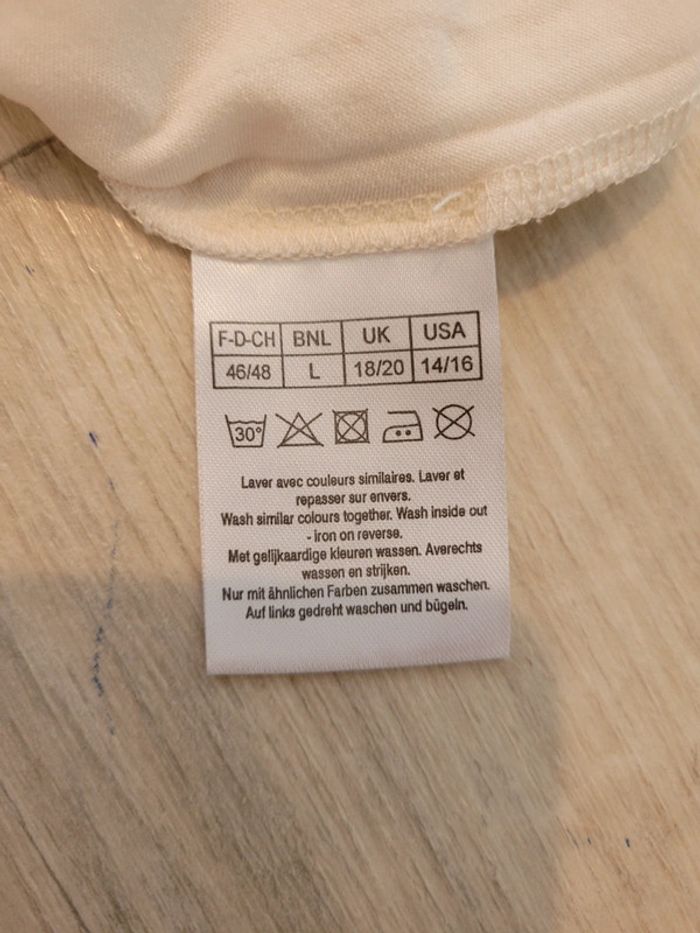 F-D-CH BNL UK USA
46/48 L 18/20 14/16
30°
Laver avec couleurs similaires. Laver et
repasser sur envers.
Wash similar colours together. Wash inside out
- iron on reverse.
Met gelijkaardige kleuren wassen. Averechts
wassen en strijken.
Nur mit ähnlichen Farben zusammen waschen.
Auf links gedreht waschen und bügeln.